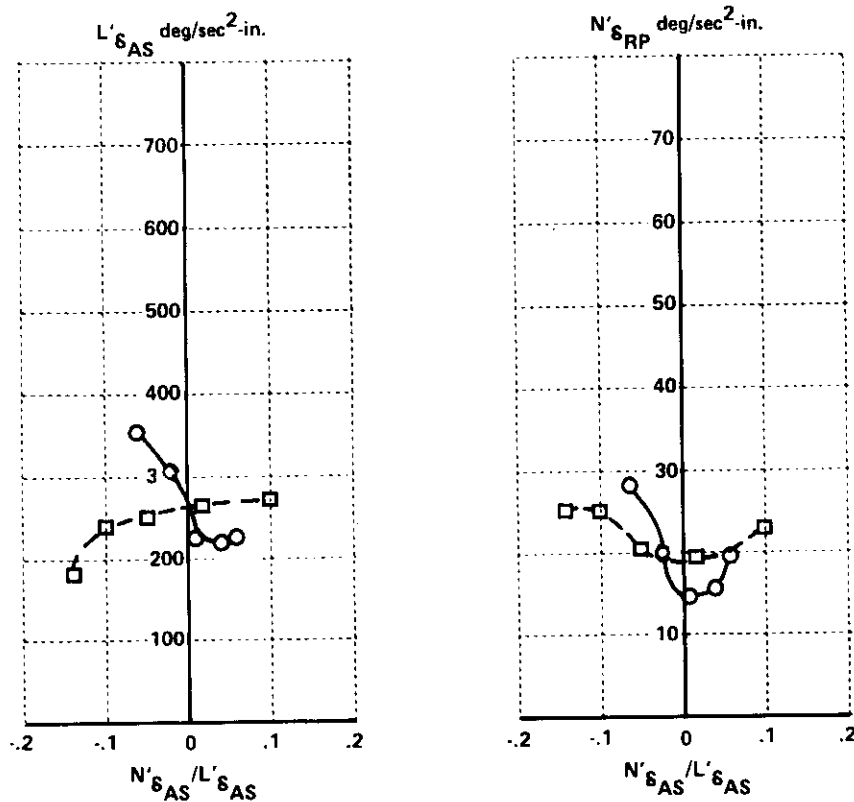 L'δAS deg/sec²-in.
700
600
500
400
3
200
100
-.2 -.1 0 .1 .2
N'δAS/L'δAS
N'δRP deg/sec²-in.
70
60
50
40
30
20
10
-.2 -.1 0 .1 .2
N'δAS/L'δAS